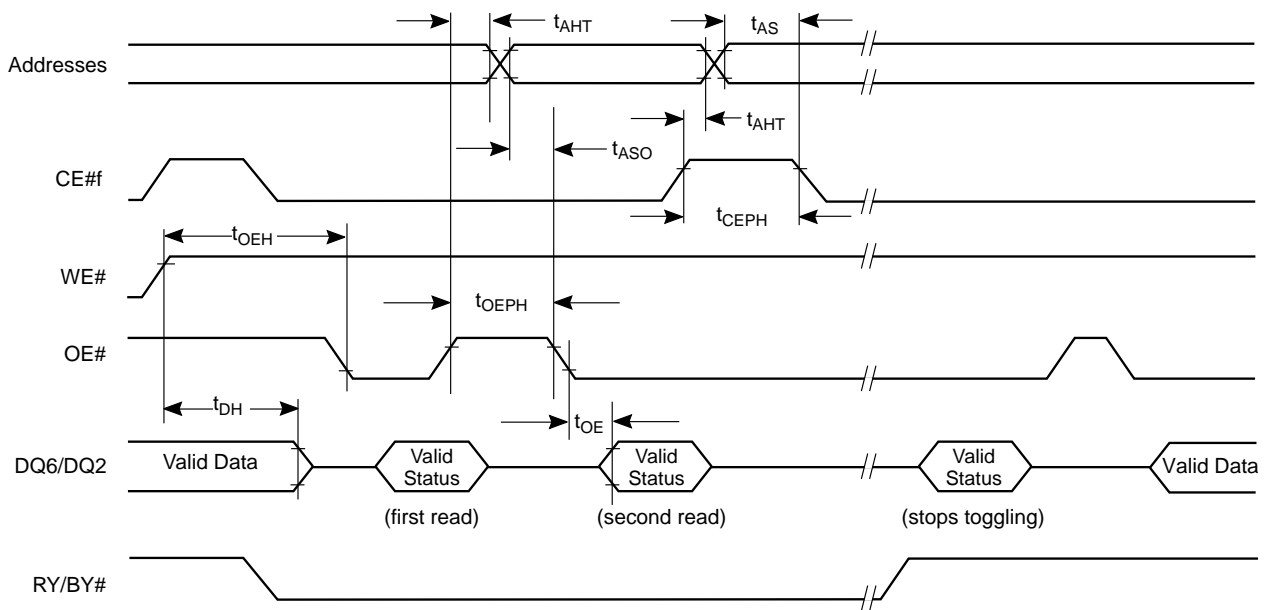 tAHT
tAS
Addresses
tAHT
tASO
CE#f
tCEPH
tOEH
WE#
tOEPH
OE#
tDH
tOE
DQ6/DQ2
Valid Data
Valid
Status
Valid
Status
Valid
Status
Valid Data
(first read)
(second read)
(stops toggling)
RY/BY#